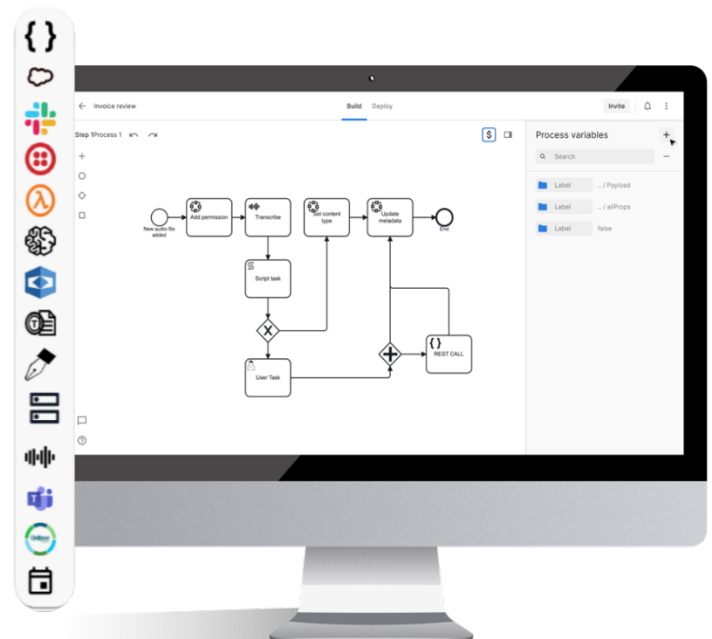 Invoice review
Build
Deploy
Invite
Step 1Process 1
$
Process variables
Search
Label
.. / Payload
Label
.. / allProps
Label
false
New audio file
added
Add permission
Transcribe
Set content
type
Update
metadata
End
Script task
X
User Task
{ }
REST CALL
{ }
T
T